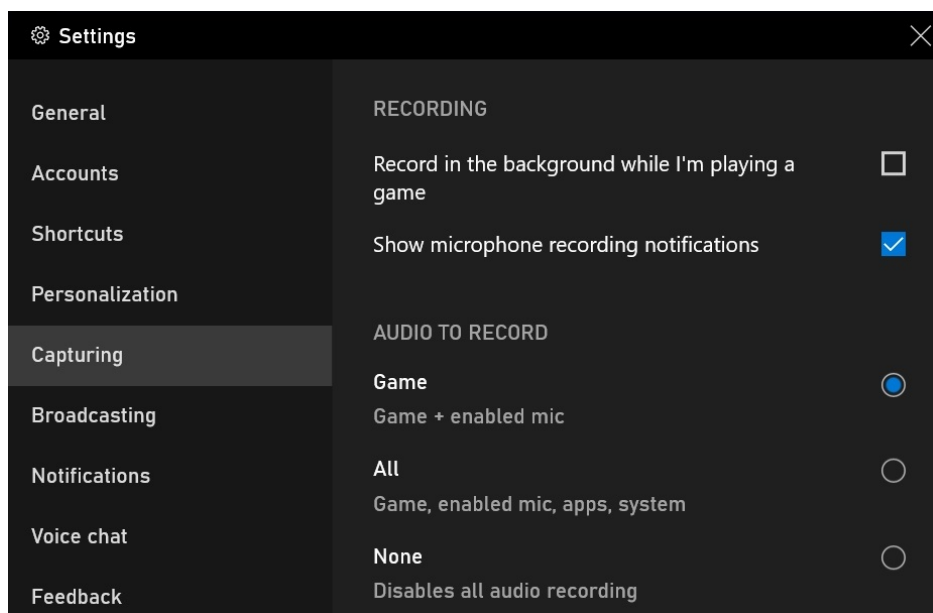 Settings
General
Accounts
Shortcuts
Personalization
Capturing
Broadcasting
Notifications
Voice chat
Feedback
RECORDING
Record in the background while I'm playing a
game
Show microphone recording notifications
AUDIO TO RECORD
Game
Game + enabled mic
All
Game, enabled mic, apps, system
None
Disables all audio recording